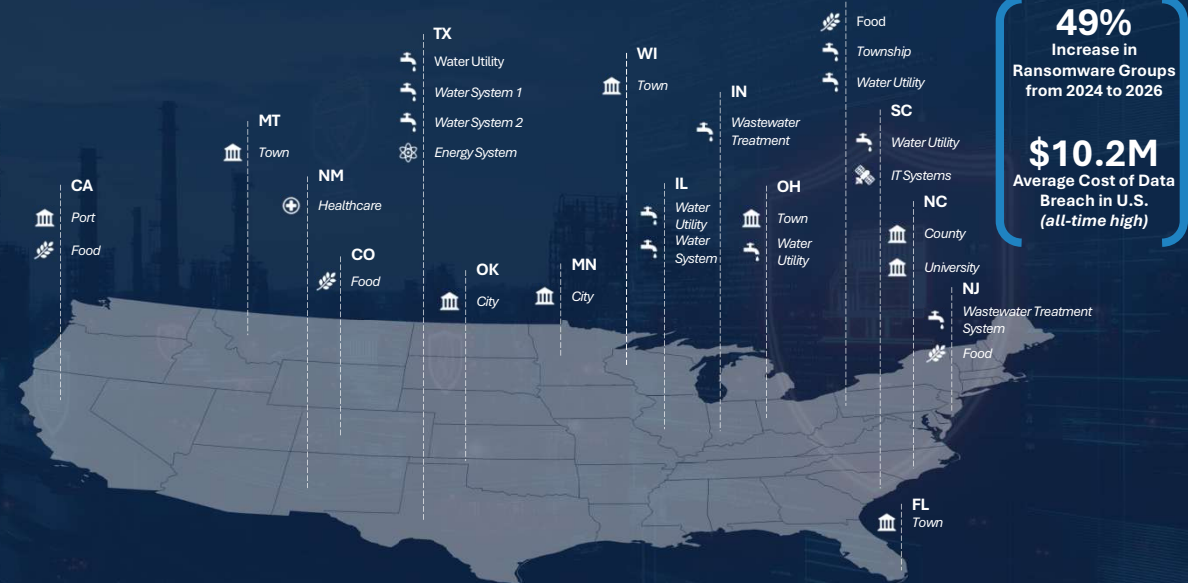 TX
Water Utility
Water System 1
Water System 2
Energy System
WI
Town
Food
Township
Water Utility
49%
Increase in
Ransomware Groups
from 2024 to 2026
$10.2M
Average Cost of Data
Breach in U.S.
(all-time high)
MT
Town
IN
Wastewater
Treatment
SC
Water Utility
IT Systems
CA
Port
Food
NM
Healthcare
IL
Water
Utility
Water
System
OH
Town
Water
Utility
NC
County
University
CO
Food
OK
City
MN
City
NJ
Wastewater Treatment
System
Food
FL
Town